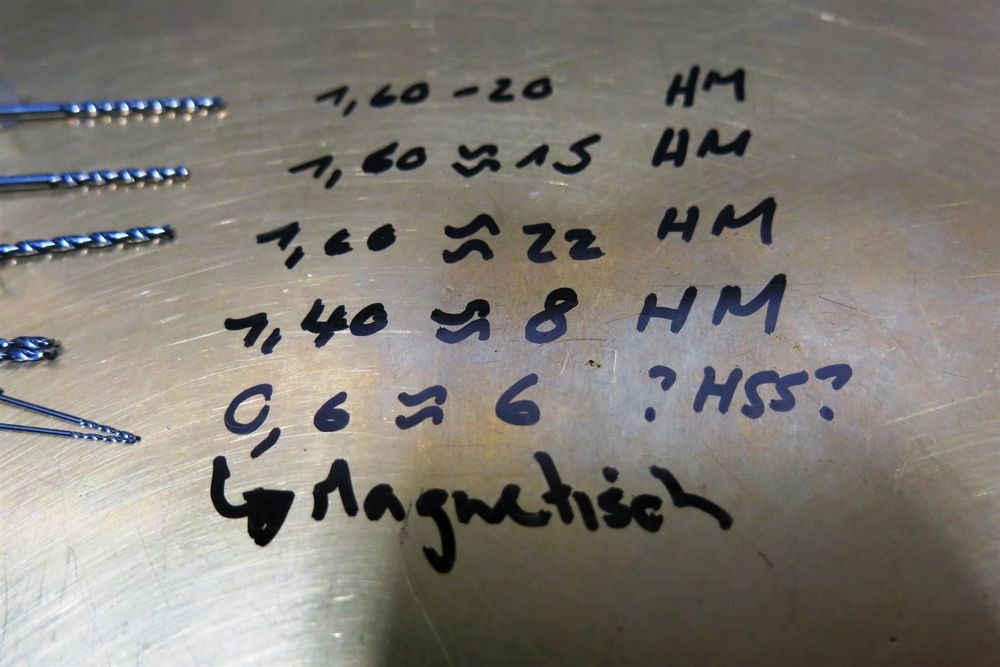 1,60 - 20 HM
1,60 ≈ 15 HM
1,60 ≈ 22 HM
1,40 ≈ 8 HM
0,6 ≈ 6 ?HSS?
↳ Magnetisch